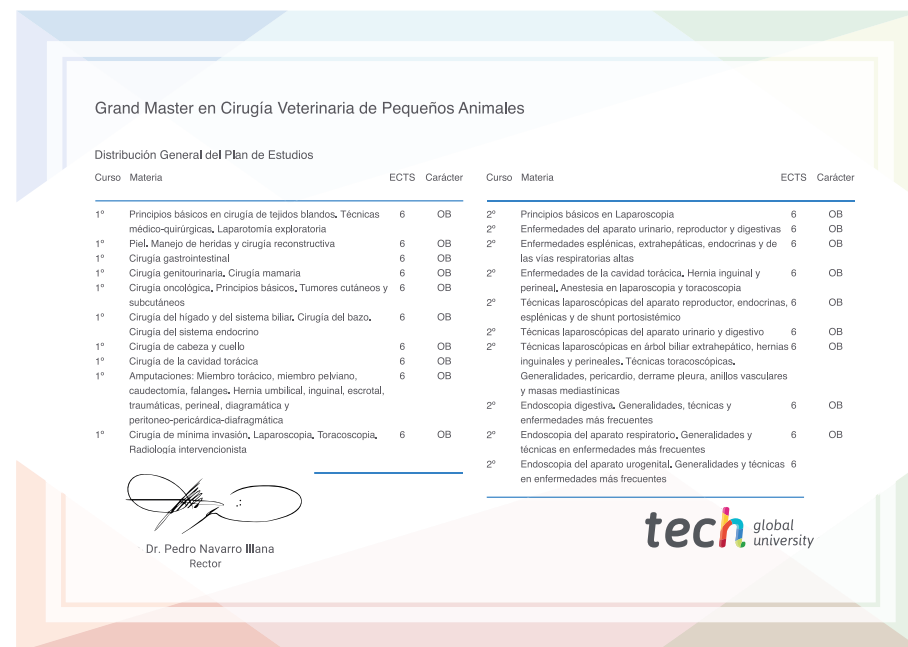 Grand Master en Cirugía Veterinaria de Pequeños Animales
Distribución General del Plan de Estudios
Curso Materia ECTS Carácter
1º Principios básicos en cirugía de tejidos blandos. Técnicas 6 OB
médico-quirúrgicas. Laparotomía exploratoria
1º Piel. Manejo de heridas y cirugía reconstructiva 6 OB
1º Cirugía gastrointestinal 6 OB
1º Cirugía genitourinaria. Cirugía mamaria 6 OB
1º Cirugía oncológica. Principios básicos. Tumores cutáneos y 6 OB
subcutáneos
1º Cirugía del hígado y del sistema biliar. Cirugía del bazo. 6 OB
Cirugía del sistema endocrino
1º Cirugía de cabeza y cuello 6 OB
1º Cirugía de la cavidad torácica 6 OB
1º Amputaciones: Miembro torácico, miembro pelviano, 6 OB
caudectomía, falanges. Hernia umbilical, inguinal, escrotal,
traumáticas, perineal, diagramática y
peritoneo-pericárdica-diafragmática
1º Cirugía de mínima invasión. Laparoscopia. Toracoscopia. 6 OB
Radiología intervencionista
Curso Materia ECTS Carácter
2º Principios básicos en Laparoscopia 6 OB
2º Enfermedades del aparato urinario, reproductor y digestivas 6 OB
2º Enfermedades esplénicas, extrahepáticas, endocrinas y de 6 OB
las vías respiratorias altas
2º Enfermedades de la cavidad torácica. Hernia inguinal y 6 OB
perineal. Anestesia en laparoscopia y toracoscopia
2º Técnicas laparoscópicas del aparato reproductor, endocrinas, 6 OB
esplénicas y de shunt portosistémico
2º Técnicas laparoscópicas del aparato urinario y digestivo 6 OB
2º Técnicas laparoscópicas en árbol biliar extrahepático, hernias 6 OB
inguinales y perineales. Técnicas toracoscópicas.
Generalidades, pericardio, derrame pleura, anillos vasculares
y masas mediastínicas
2º Endoscopia digestiva. Generalidades, técnicas y 6 OB
enfermedades más frecuentes
2º Endoscopia del aparato respiratorio. Generalidades y 6 OB
técnicas en enfermedades más frecuentes
2º Endoscopia del aparato urogenital. Generalidades y técnicas 6
en enfermedades más frecuentes
Dr. Pedro Navarro Illana
Rector
tech global
university